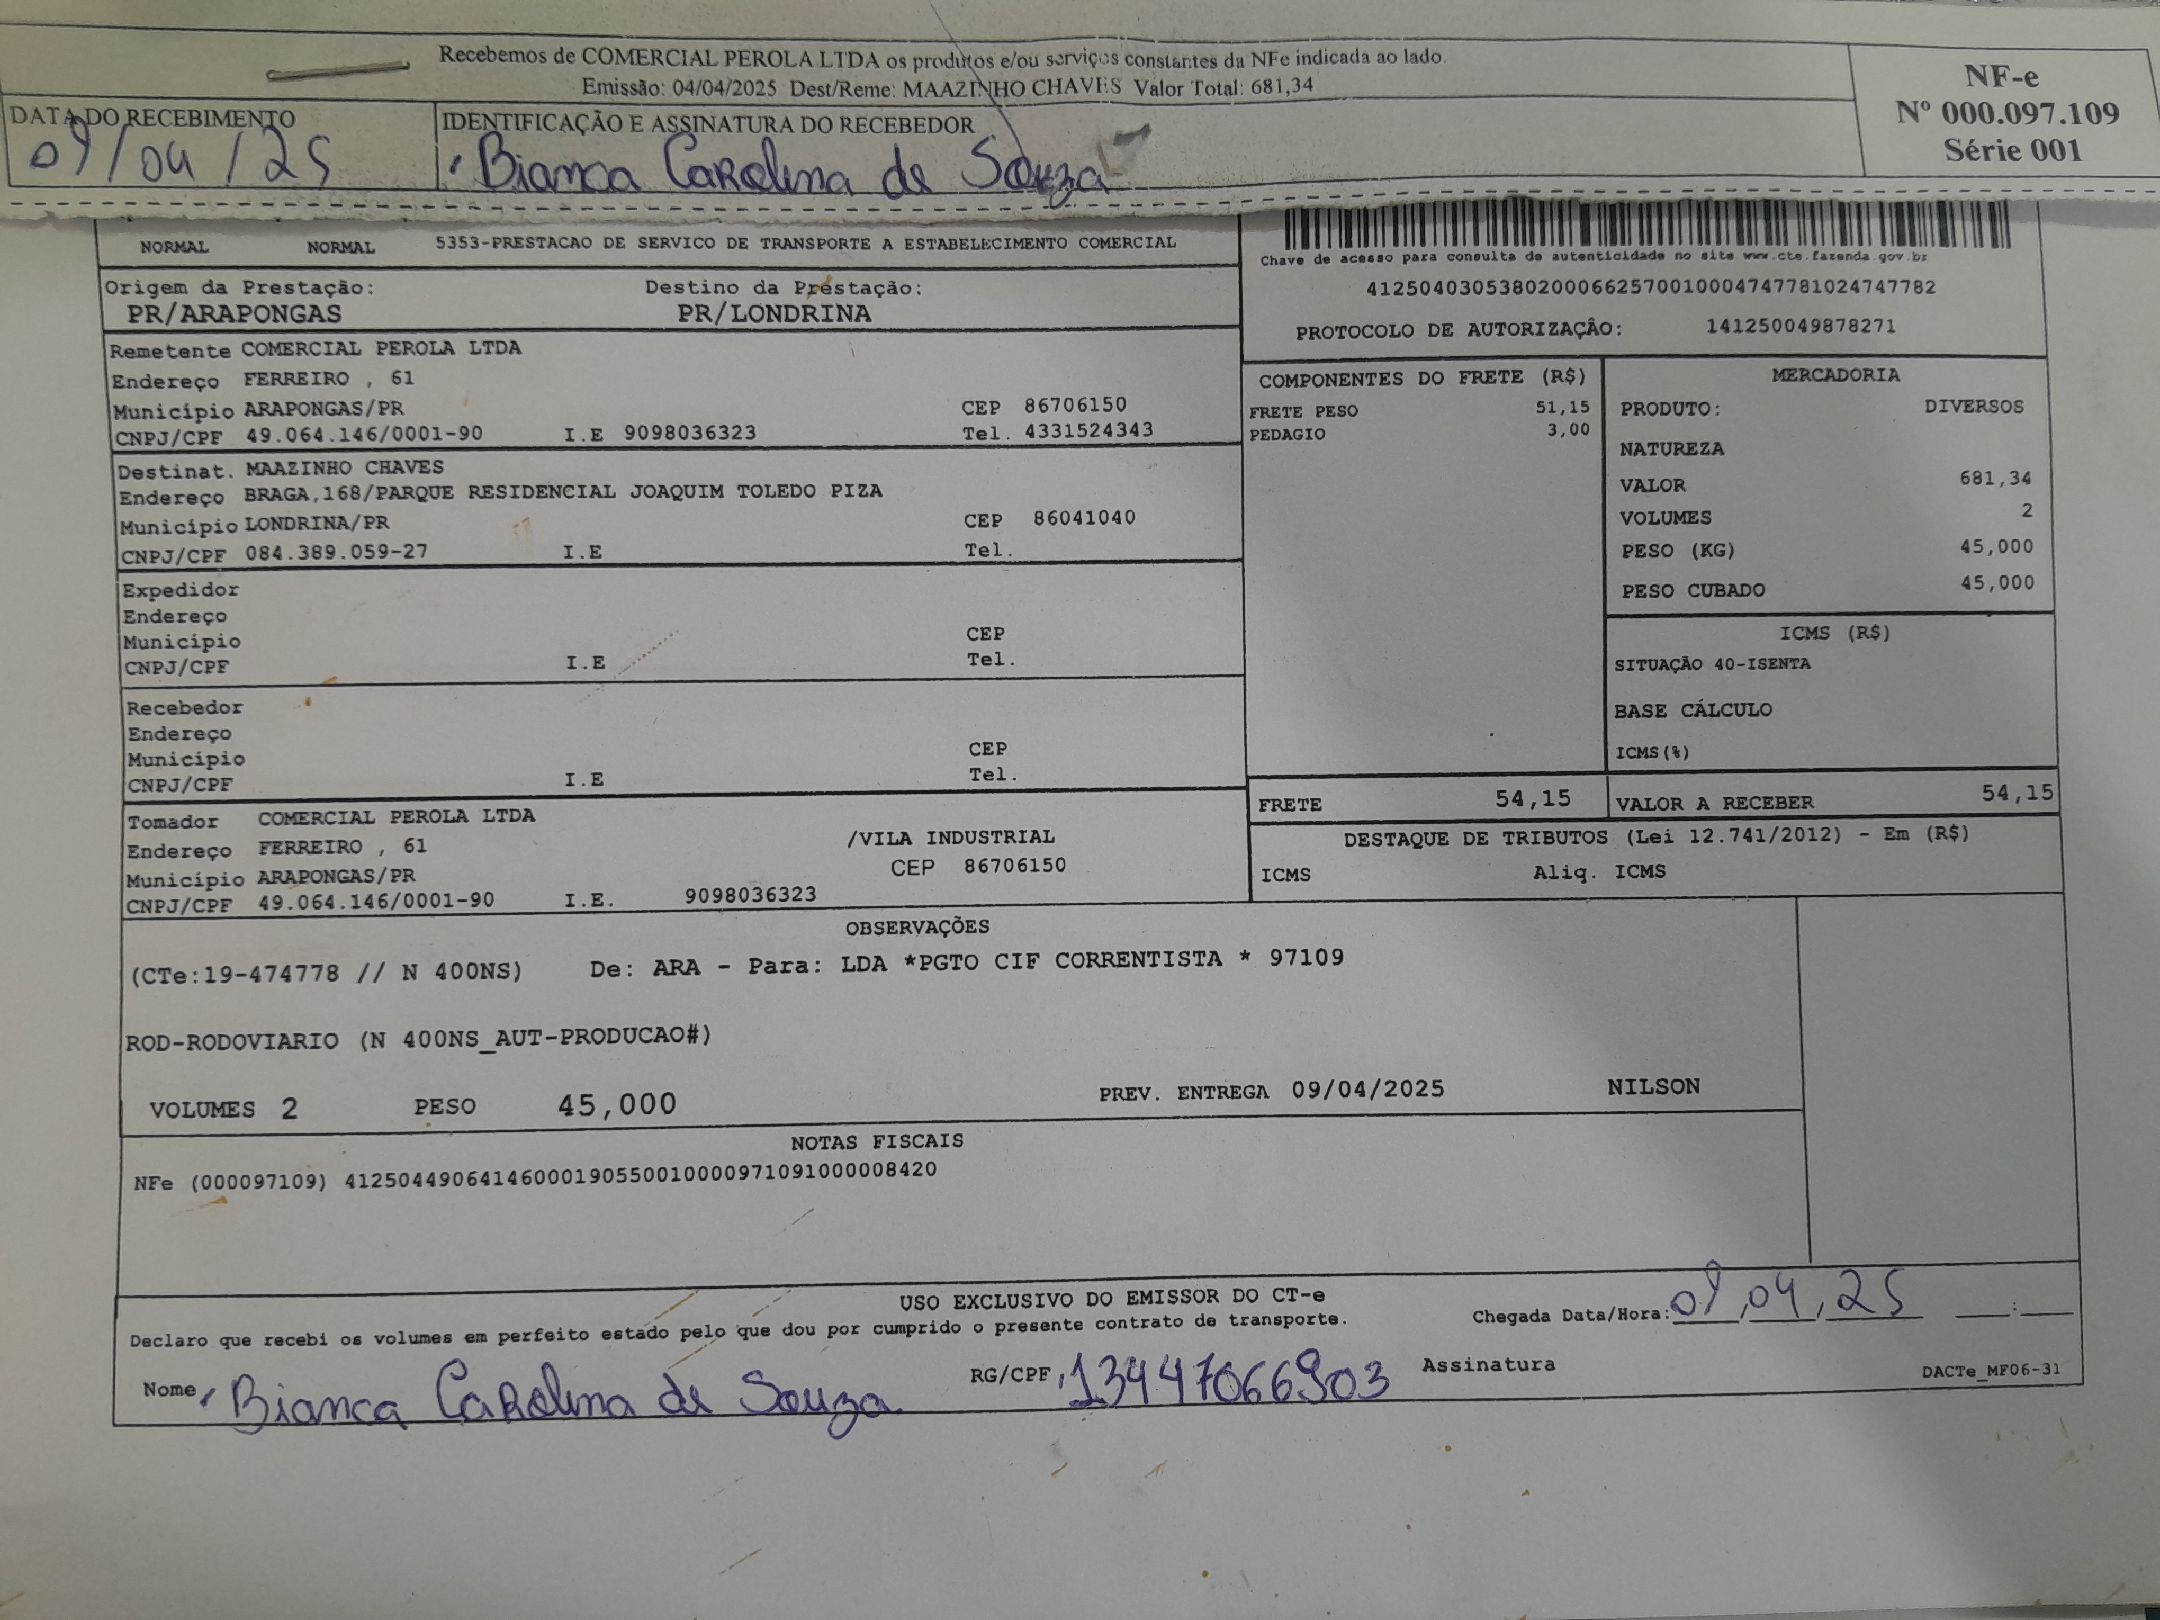 Recebemos de COMERCIAL PEROLA LTDA os produtos e/ou serviços constantes da NFe indicada ao lado.
Emissão: 04/04/2025 Dest/Reme: MAAZINHO CHAVES Valor Total: 681,34
NF-e
Nº 000.097.109
Série 001
DATA DO RECEBIMENTO
09/04/25
IDENTIFICAÇÃO E ASSINATURA DO RECEBEDOR
Bianca Carolina de Souza
NORMAL NORMAL 5353-PRESTACAO DE SERVICO DE TRANSPORTE A ESTABELECIMENTO COMERCIAL
Chave de acesso para consulta de autenticidade no site www.cte.fazenda.gov.br
41250403053802000662570010004747781024747782
PROTOCOLO DE AUTORIZAÇÃO: 141250049878271
Origem da Prestação: Destino da Prestação:
PR/ARAPONGAS PR/LONDRINA
Remetente COMERCIAL PEROLA LTDA
Endereço FERREIRO , 61
Município ARAPONGAS/PR CEP 86706150
CNPJ/CPF 49.064.146/0001-90 I.E 9098036323 Tel. 4331524343
Destinat. MAAZINHO CHAVES
Endereço BRAGA,168/PARQUE RESIDENCIAL JOAQUIM TOLEDO PIZA
Município LONDRINA/PR CEP 86041040
CNPJ/CPF 084.389.059-27 I.E Tel.
Expedidor
Endereço
Município CEP
CNPJ/CPF I.E Tel.
Recebedor
Endereço
Município CEP
CNPJ/CPF I.E Tel.
Tomador COMERCIAL PEROLA LTDA
Endereço FERREIRO , 61 /VILA INDUSTRIAL
Município ARAPONGAS/PR CEP 86706150
CNPJ/CPF 49.064.146/0001-90 I.E. 9098036323
COMPONENTES DO FRETE (R$)
FRETE PESO 51,15
PEDAGIO 3,00
MERCADORIA
PRODUTO: DIVERSOS
NATUREZA
VALOR 681,34
VOLUMES 2
PESO (KG) 45,000
PESO CUBADO 45,000
ICMS (R$)
SITUAÇÃO 40-ISENTA
BASE CÁLCULO
ICMS(%)
FRETE 54,15 VALOR A RECEBER 54,15
DESTAQUE DE TRIBUTOS (Lei 12.741/2012) - Em (R$)
ICMS Aliq. ICMS
OBSERVAÇÕES
(CTe:19-474778 // N 400NS) De: ARA - Para: LDA *PGTO CIF CORRENTISTA * 97109
ROD-RODOVIARIO (N 400NS_AUT-PRODUCAO#)
VOLUMES 2 PESO 45,000 PREV. ENTREGA 09/04/2025 NILSON
NOTAS FISCAIS
NFe (000097109) 41250449064146000190550010000971091000008420
USO EXCLUSIVO DO EMISSOR DO CT-e
Declaro que recebi os volumes em perfeito estado pelo que dou por cumprido o presente contrato de transporte.
Chegada Data/Hora: 09,04,25 __:__
Nome Bianca Carolina de Souza RG/CPF 13447066903 Assinatura
DACTe_MF06-31